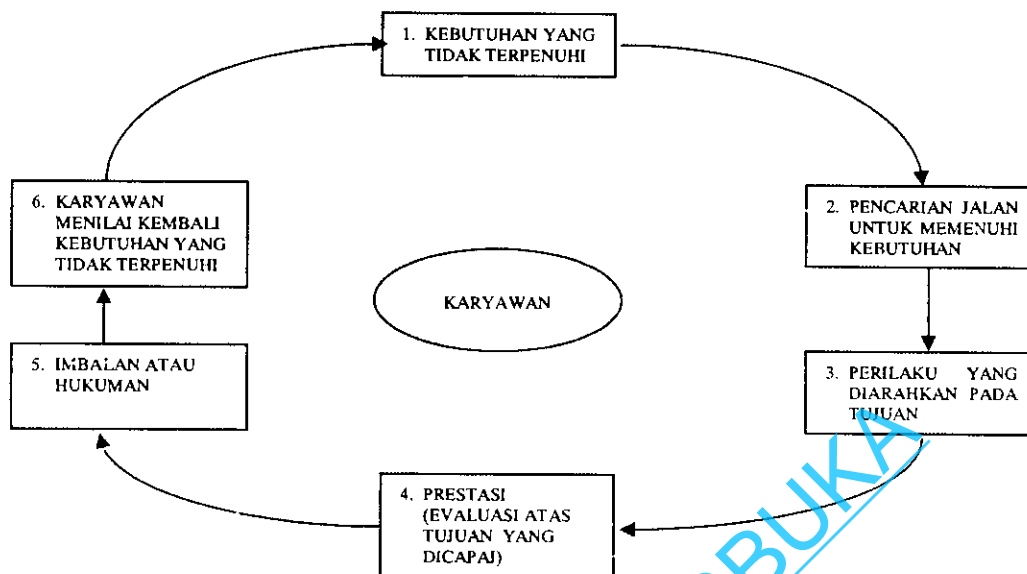 1. KEBUTUHAN YANG
TIDAK TERPENUHI
2. PENCARIAN JALAN
UNTUK MEMENUHI
KEBUTUHAN
3. PERILAKU YANG
DIARAHKAN PADA
TUJUAN
4. PRESTASI
(EVALUASI ATAS
TUJUAN YANG
DICAPAI)
5. IMBALAN ATAU
HUKUMAN
6. KARYAWAN
MENILAI KEMBALI
KEBUTUHAN YANG
TIDAK TERPENUHI
KARYAWAN
BUKA